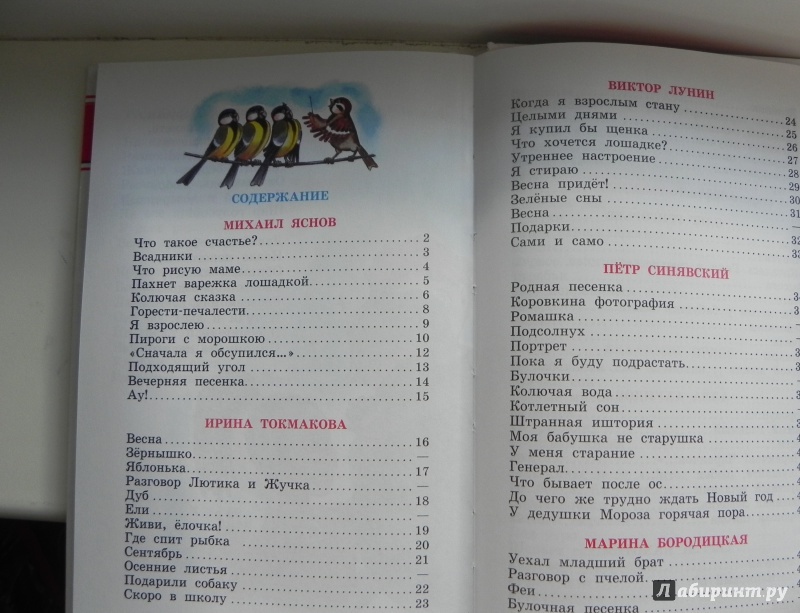 СОДЕРЖАНИЕ
МИХАИЛ ЯСНОВ
Что такое счастье? 2
Всадники 3
Что рисую маме 4
Пахнет варежка лошадкой 5
Колючая сказка 6
Горести-печалести 8
Я взрослею 9
Пироги с морошкою 10
«Сначала я обсупился...» 12
Подходящий угол 13
Вечерняя песенка 14
Ау! 15
ИРИНА ТОКМАКОВА
Весна 16
Зёрнышко —
Яблонька 17
Разговор Лютика и Жучка —
Дуб 18
Ели —
Живи, ёлочка! 19
Где спит рыбка 20
Сентябрь 21
Осенние листья —
Подарили собаку 22
Скоро в школу 23
ВИКТОР ЛУНИН
Когда я взрослым стану 24
Целыми днями 25
Я купил бы щенка 26
Что хочется лошадке? 27
Утреннее настроение 28
Я стираю 29
Весна придёт! 30
Зелёные сны 31
Весна —
Подарки 32
Сами и само 33
ПЁТР СИНЯВСКИЙ
Родная песенка
Коровкина фотография
Ромашка
Подсолнух
Портрет
Пока я буду подрастать
Булочки
Колючая вода
Котлетный сон
Штранная иштория
Моя бабушка не старушка
У меня старание
Генерал
Что бывает после ос
До чего же трудно ждать Новый год
У дедушки Мороза горячая пора
МАРИНА БОРОДИЦКАЯ
Уехал младший брат
Разговор с пчелой
Феи
Булочная песенка
Лабиринт.ру